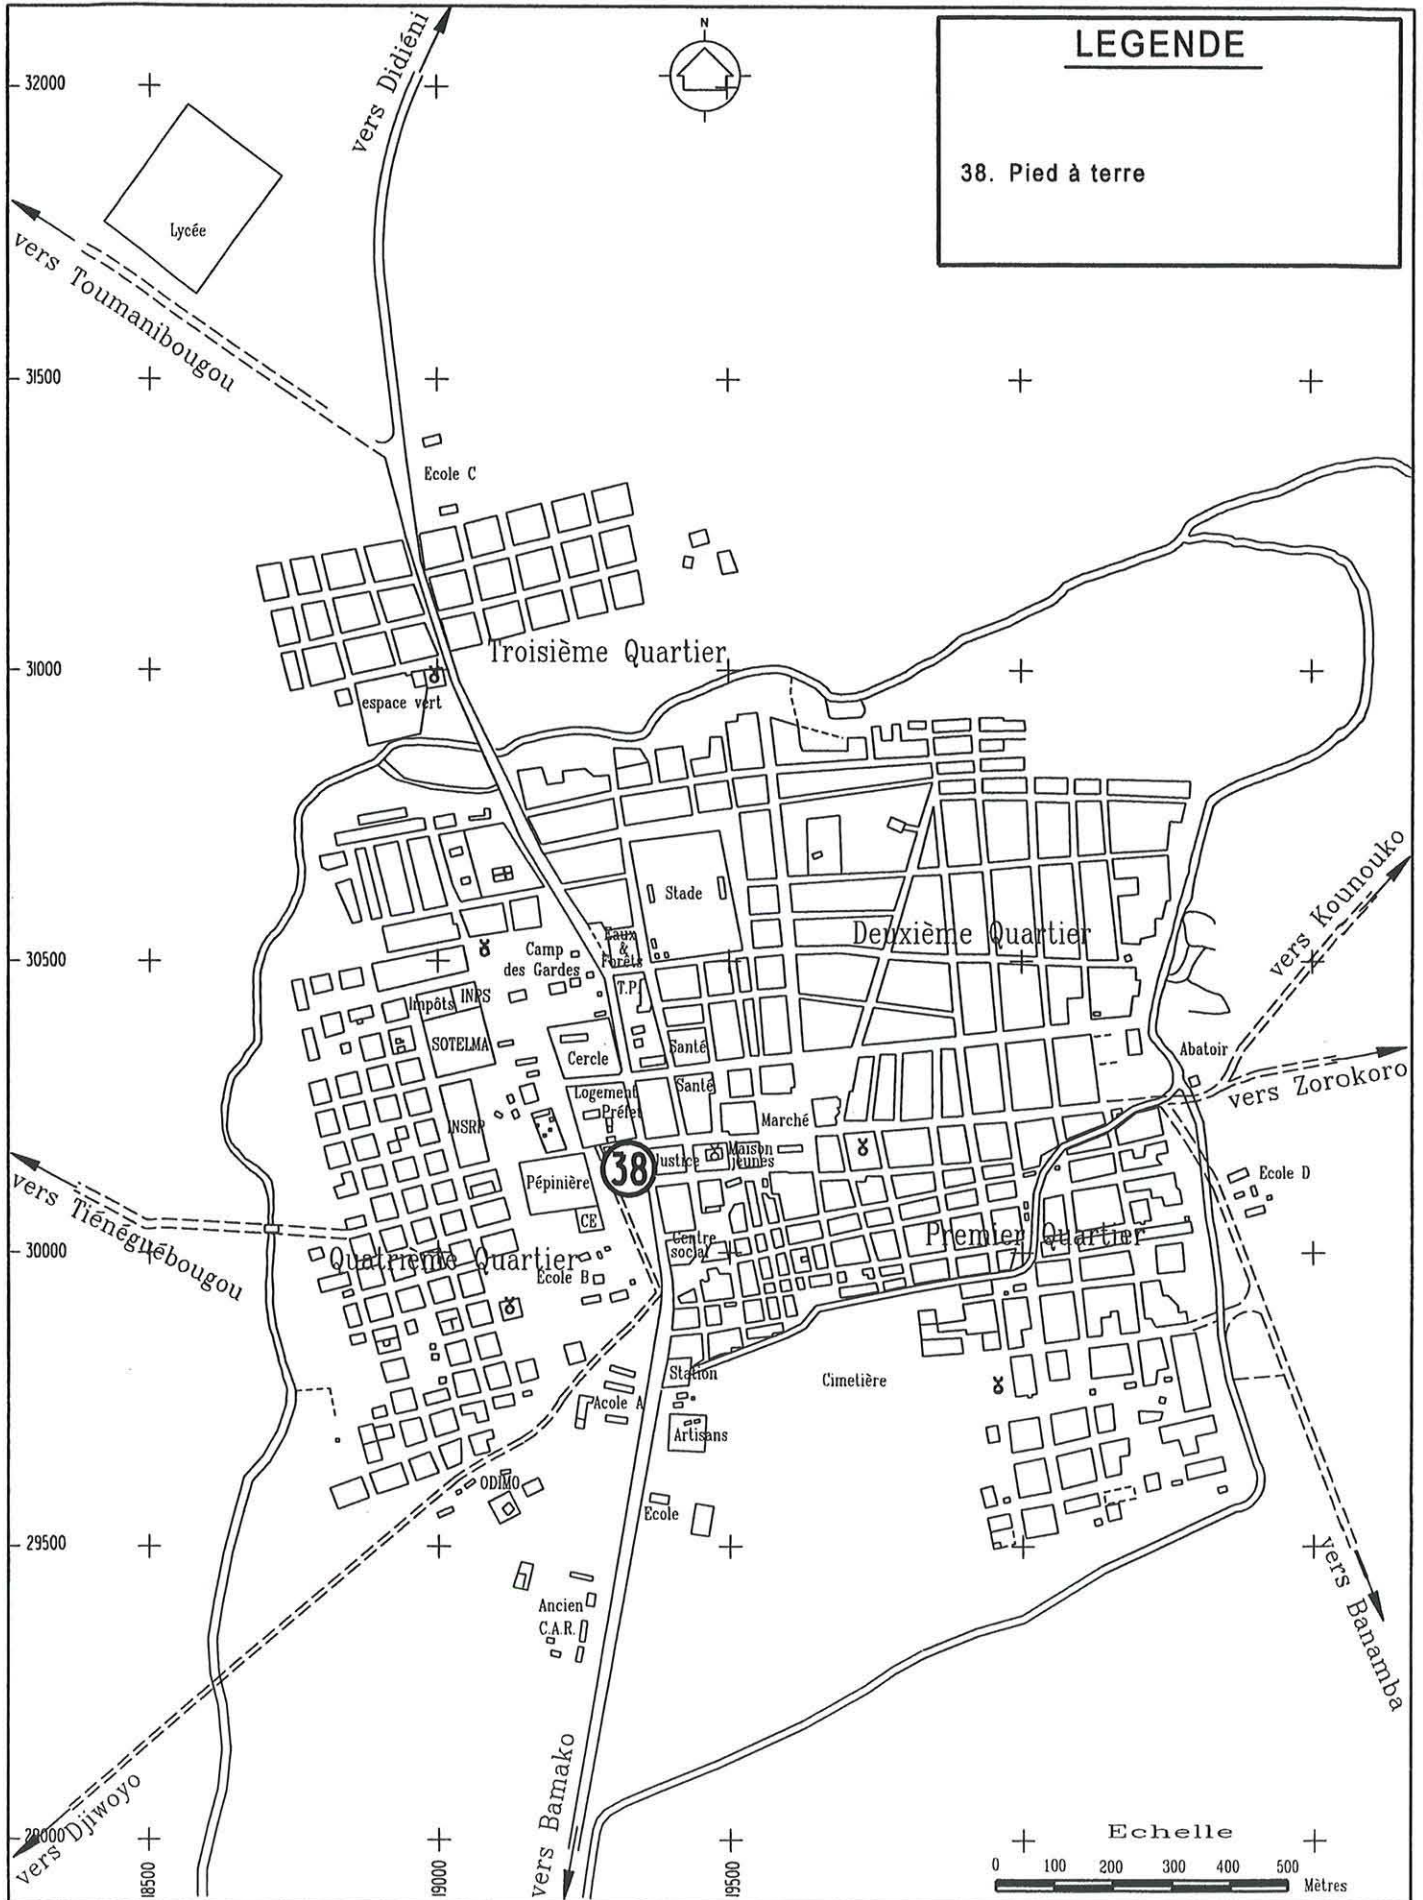 N
LEGENDE
38. Pied à terre
32000
vers Didiéni
Lycée
vers Toumanibougou
31500
Ecole C
Troisième Quartier
31000
espace vert
Stade
vers Kounouko
Deuxième Quartier
Eaux
&
Forêts
Camp
des Gardes
30500
T.P.
Impôts
INPS
SOTELMA
Cercle
Santé
Abatoir
vers Zorokoro
Santé
Logement
Préfet
Marché
INSRP
Justice
Maison
jeunes
38
Pépinière
Ecole D
vers Tiénéguébougou
CE
Premier Quartier
Centre
social
30000
Quatrième Quartier
Ecole B
Station
Cimetière
Acole A
Artisans
ODIMO
Ecole
29500
vers Banamba
Ancien
C.A.R.
vers Bamako
vers Djiwoyo
29000
18500
19000
19500
Echelle
0 100 200 300 400 500
Mètres